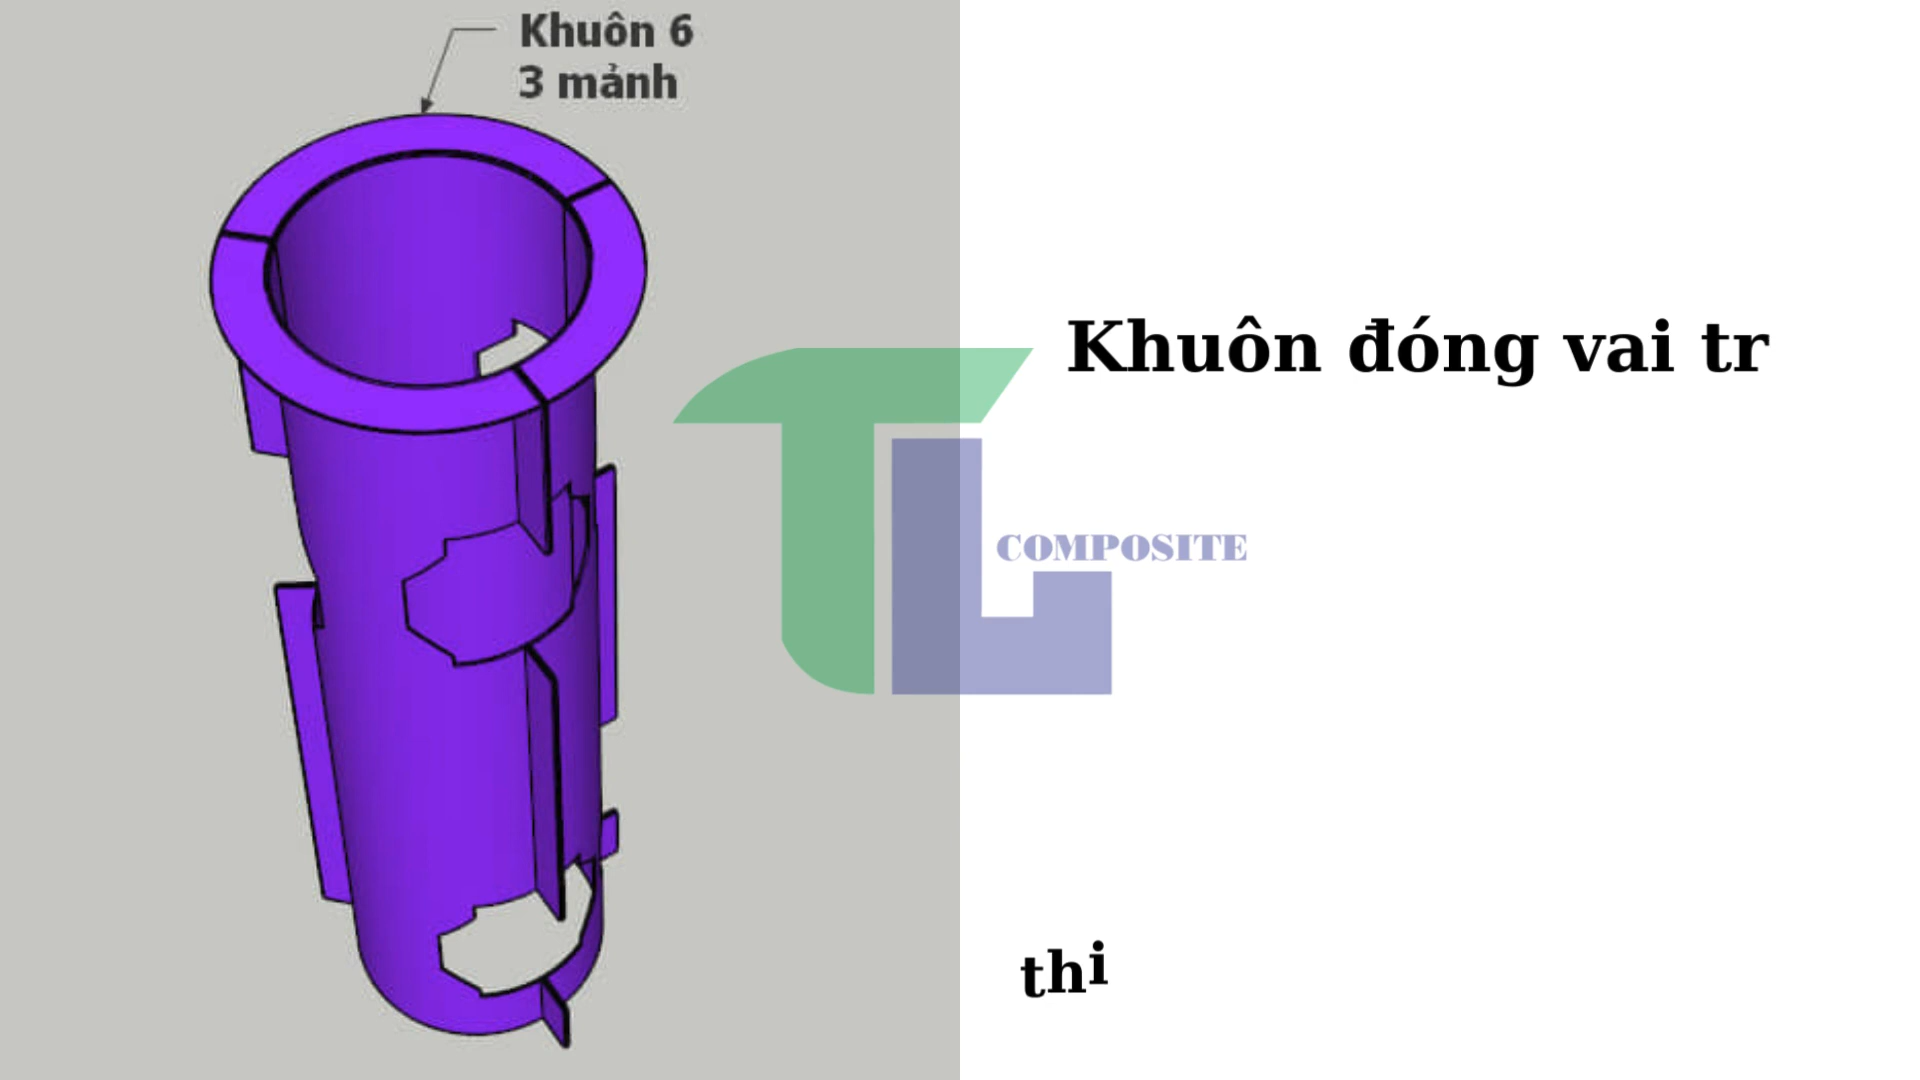 Khuôn 6
3 mảnh
Khuôn đóng vai tr
COMPOSITE
thi